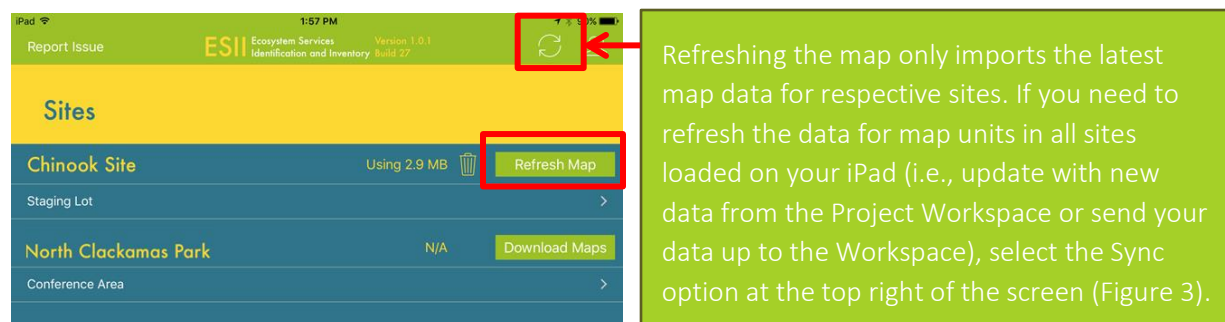 iPad 1:57 PM 90%
Report Issue ESII Ecosystem Services Version 1.0.1
Identification and Inventory Build 27
Sites
Chinook Site Using 2.9 MB Refresh Map
Staging Lot
North Clackamas Park N/A Download Maps
Conference Area
Refreshing the map only imports the latest
map data for respective sites. If you need to
refresh the data for map units in all sites
loaded on your iPad (i.e., update with new
data from the Project Workspace or send your
data up to the Workspace), select the Sync
option at the top right of the screen (Figure 3).